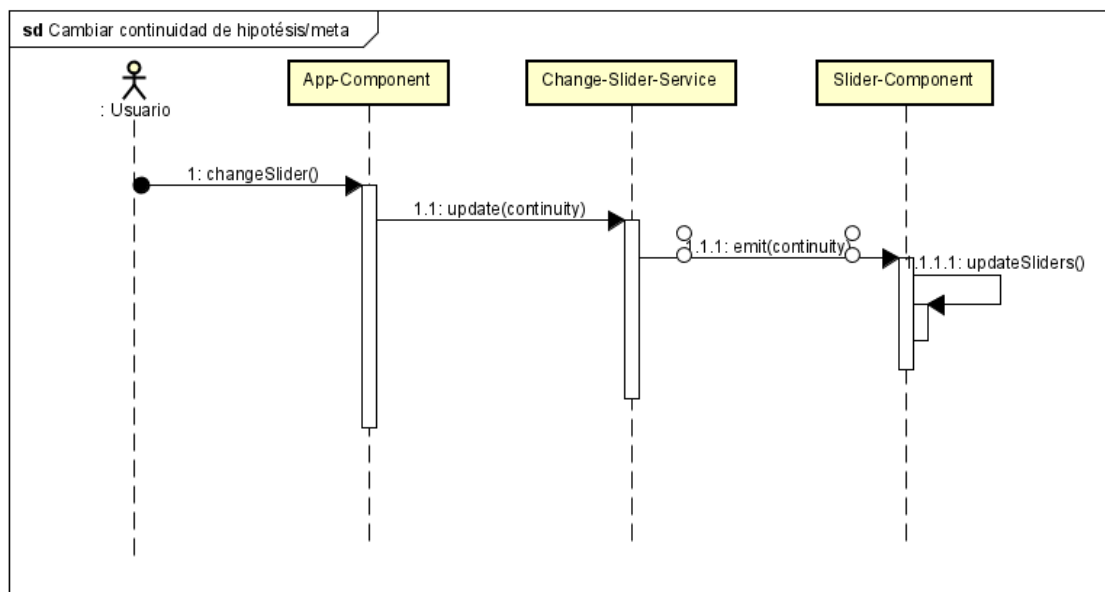 sd Cambiar continuidad de hipotésis/meta
App-Component
Change-Slider-Service
Slider-Component
: Usuario
1: changeSlider()
1.1: update(continuity)
1.1.1: emit(continuity)
1.1.1.1: updateSliders()